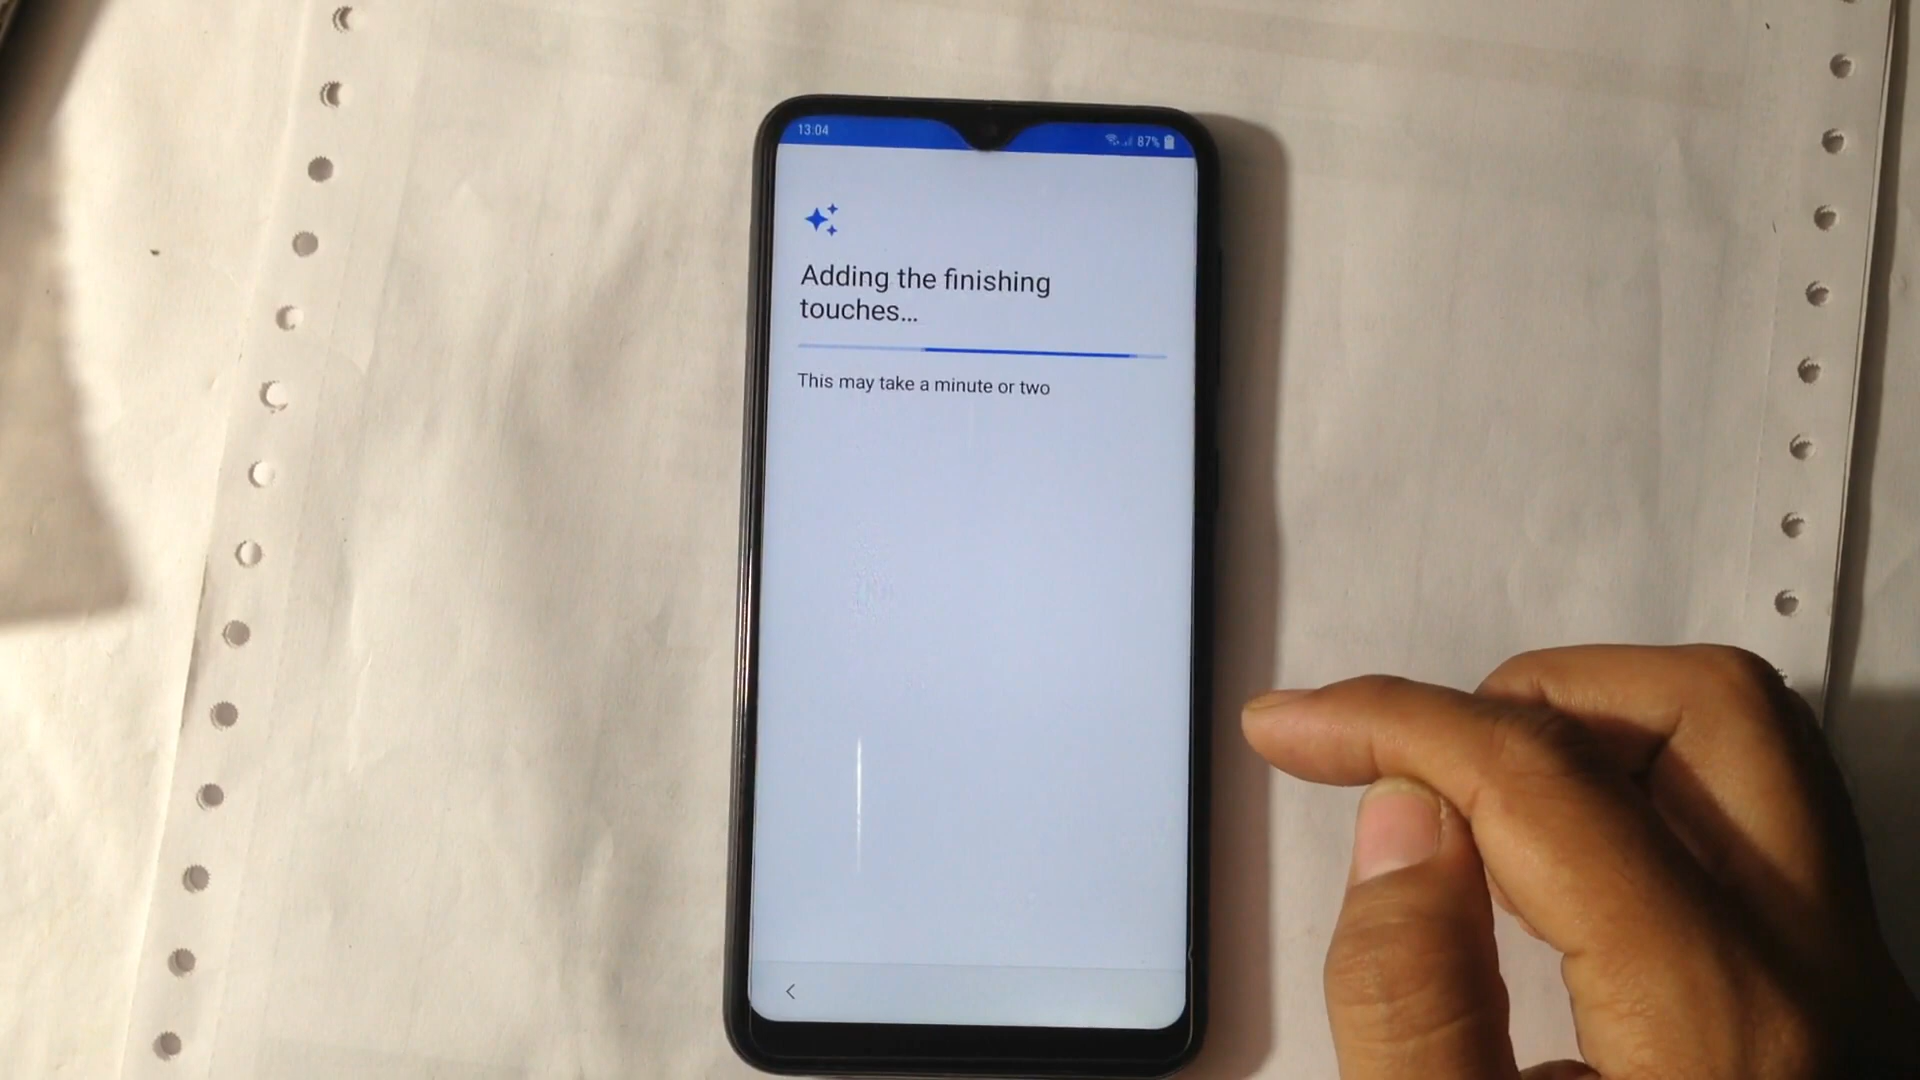 13:04
87%
Adding the finishing
touches...
This may take a minute or two